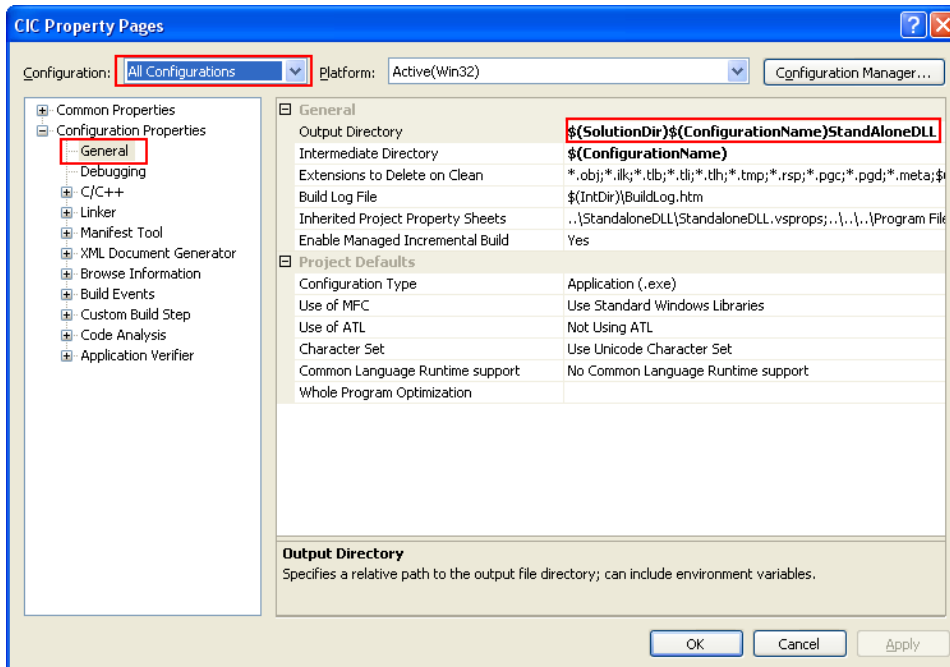 CIC Property Pages
Configuration: All Configurations Platform: Active(Win32) Configuration Manager...
Common Properties
Configuration Properties
General
Debugging
C/C++
Linker
Manifest Tool
XML Document Generator
Browse Information
Build Events
Custom Build Step
Code Analysis
Application Verifier
General
Output Directory $(SolutionDir)$(ConfigurationName)StandAloneDLL
Intermediate Directory $(ConfigurationName)
Extensions to Delete on Clean *.obj;*.ilk;*.tlb;*.tli;*.tlh;*.tmp;*.rsp;*.pgc;*.pgd;*.meta;$(
Build Log File $(IntDir)\BuildLog.htm
Inherited Project Property Sheets ..\StandaloneDLL\StandaloneDLL.vsprops;..\..\..\Program File
Enable Managed Incremental Build Yes
Project Defaults
Configuration Type Application (.exe)
Use of MFC Use Standard Windows Libraries
Use of ATL Not Using ATL
Character Set Use Unicode Character Set
Common Language Runtime support No Common Language Runtime support
Whole Program Optimization
Output Directory
Specifies a relative path to the output file directory; can include environment variables.
OK Cancel Apply